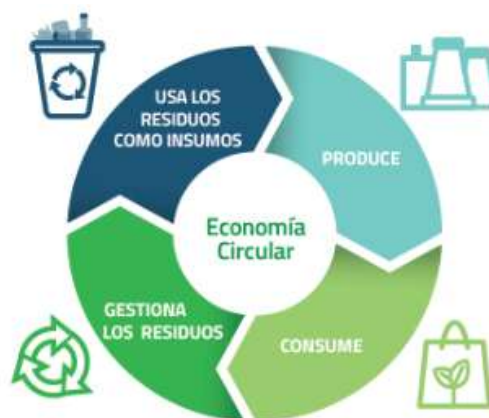 USA LOS
RESIDUOS
COMO INSUMOS
PRODUCE
Economía
Circular
GESTIONA
LOS RESIDUOS
CONSUME